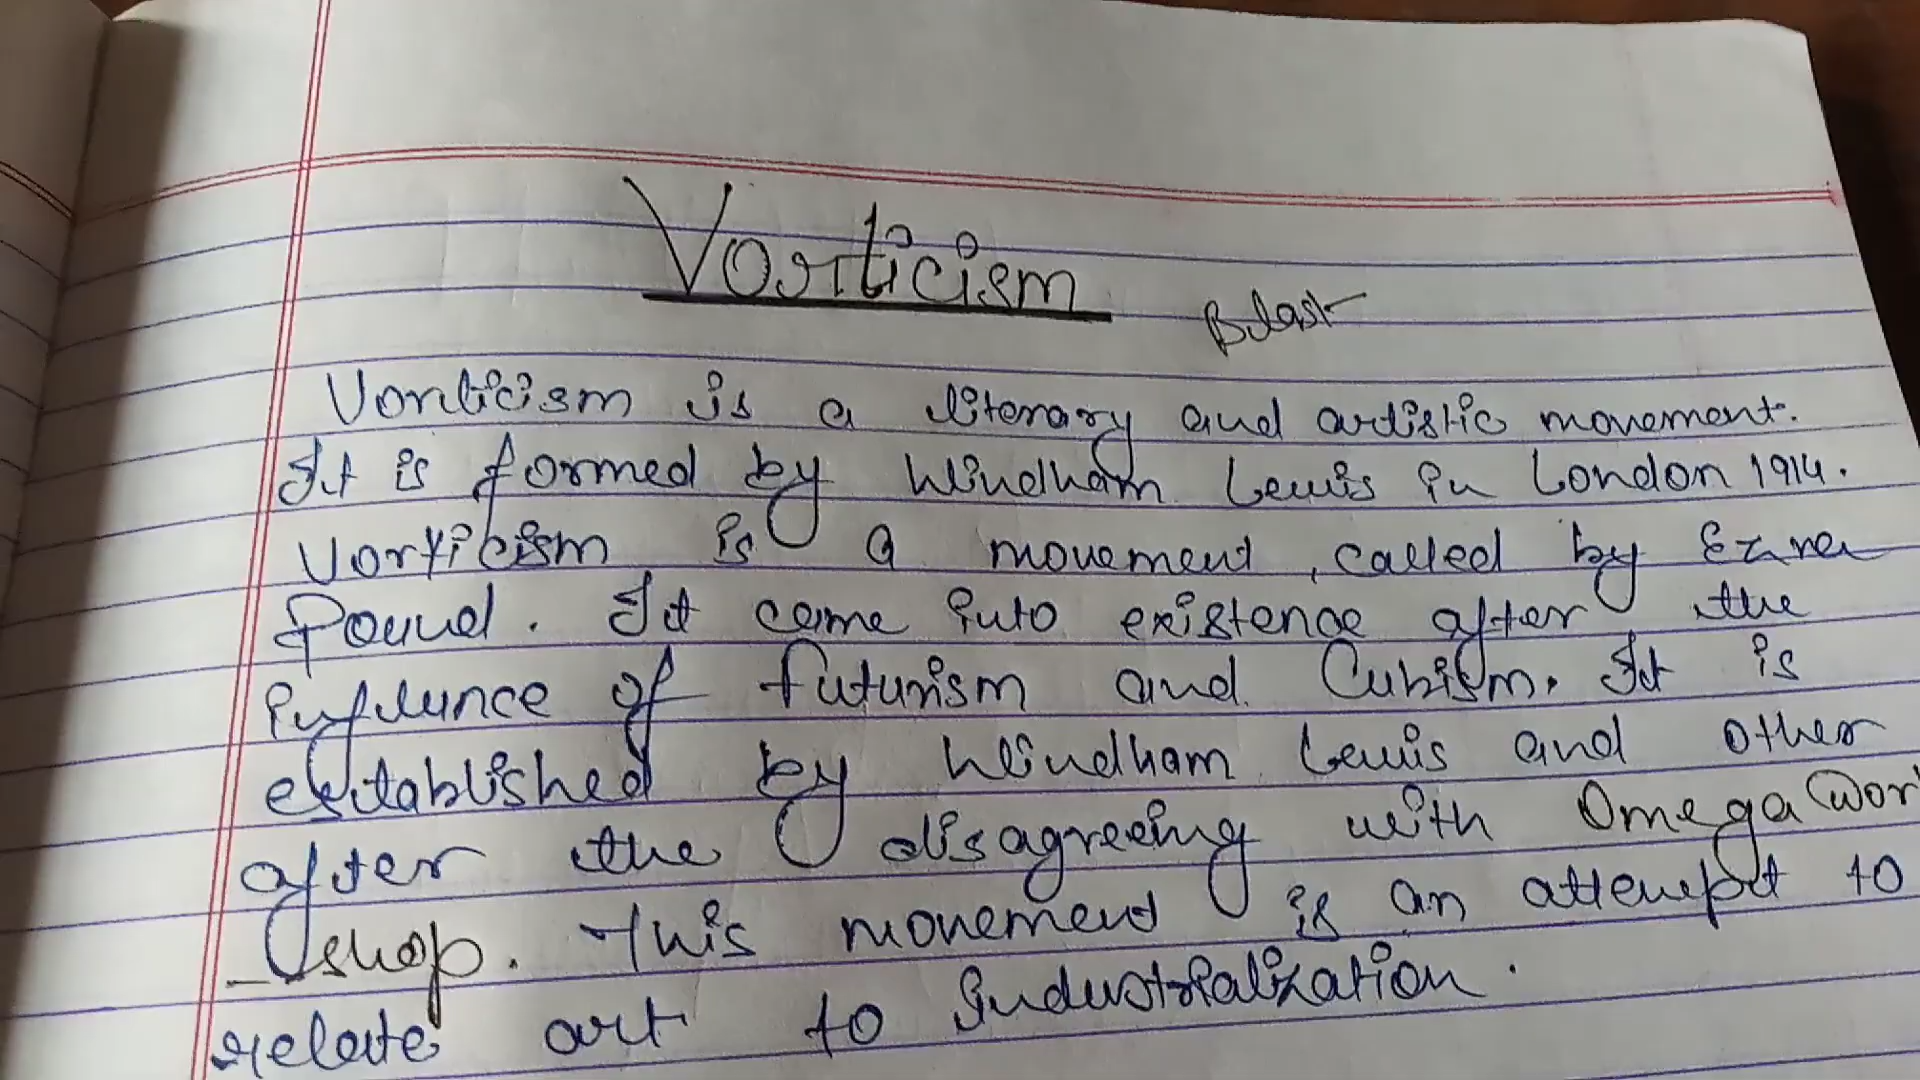 Vorticism
Blast
Vorticism is a literary and artistic movement.
It is formed by Windham Lewis in London 1914.
Vorticism is a movement, called by Ezra
Pound. It came into existence after the
influence of futurism and Cubism. It is
established by Windham Lewis and other
after the disagreeing with Omega Wor
_shop. This movement is an attempt to
relate art to industrialization.